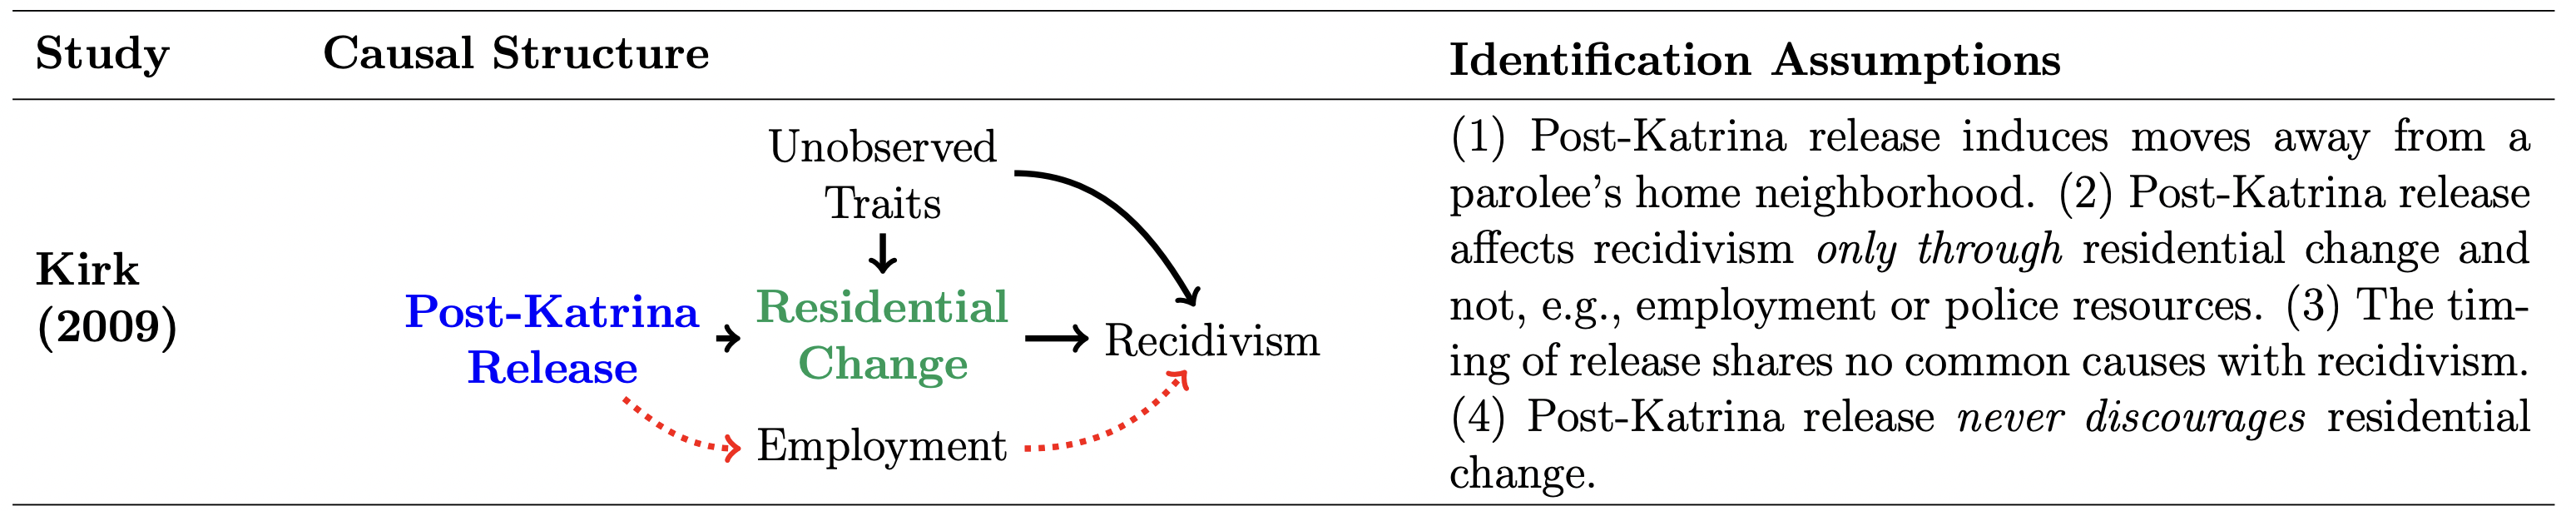 Study Causal Structure Identification Assumptions
Kirk
(2009)
Unobserved
Traits
Post-Katrina
Release
Residential
Change
Recidivism
Employment
(1) Post-Katrina release induces moves away from a
parolee's home neighborhood. (2) Post-Katrina release
affects recidivism only through residential change and
not, e.g., employment or police resources. (3) The tim-
ing of release shares no common causes with recidivism.
(4) Post-Katrina release never discourages residential
change.